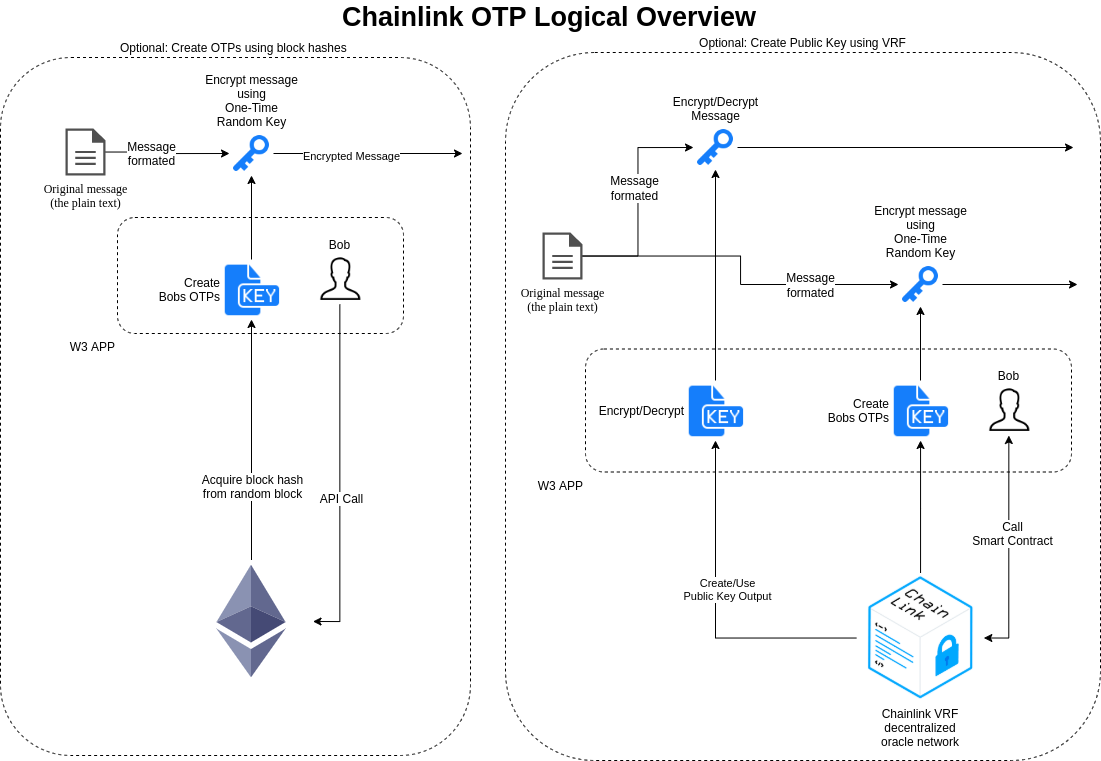 Chainlink OTP Logical Overview
Optional: Create OTPs using block hashes
Encrypt message
using
One-Time
Random Key
Message
formated
Encrypted Message
Original message
(the plain text)
Bob
Create
Bobs OTPs
W3 APP
Acquire block hash
from random block
API Call
Optional: Create Public Key using VRF
Encrypt/Decrypt
Message
Message
formated
Encrypt message
using
One-Time
Random Key
Original message
(the plain text)
Message
formated
Bob
Encrypt/Decrypt
Create
Bobs OTPs
W3 APP
Call
Smart Contract
Create/Use
Public Key Output
Chain
Link
Chainlink VRF
decentralized
oracle network
KEY
KEY
KEY